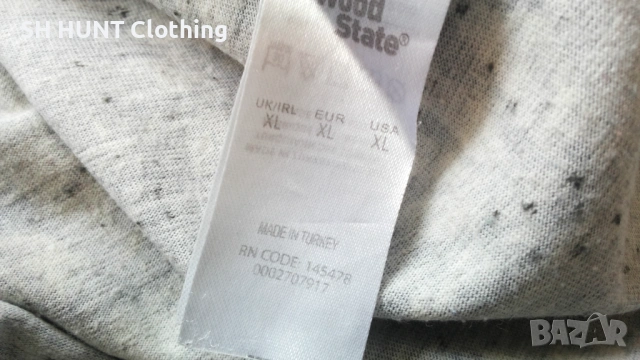 SH HUNT Clothing
Wood
State®
UK/IRL EUR USA
XL XL XL
MADE IN TURKEY
RN CODE: 145478
0002707917
BAZAR